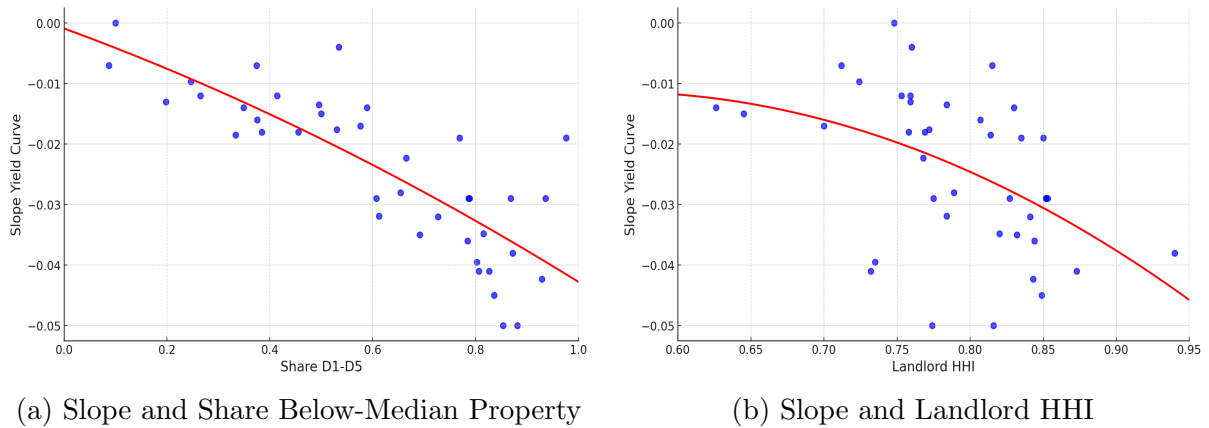 0.00
−0.01
−0.02
−0.03
−0.04
−0.05
Slope Yield Curve
0.0 0.2 0.4 0.6 0.8 1.0
Share D1-D5
0.00
−0.01
−0.02
−0.03
−0.04
−0.05
Slope Yield Curve
0.60 0.65 0.70 0.75 0.80 0.85 0.90 0.95
Landlord HHI
(a) Slope and Share Below-Median Property
(b) Slope and Landlord HHI